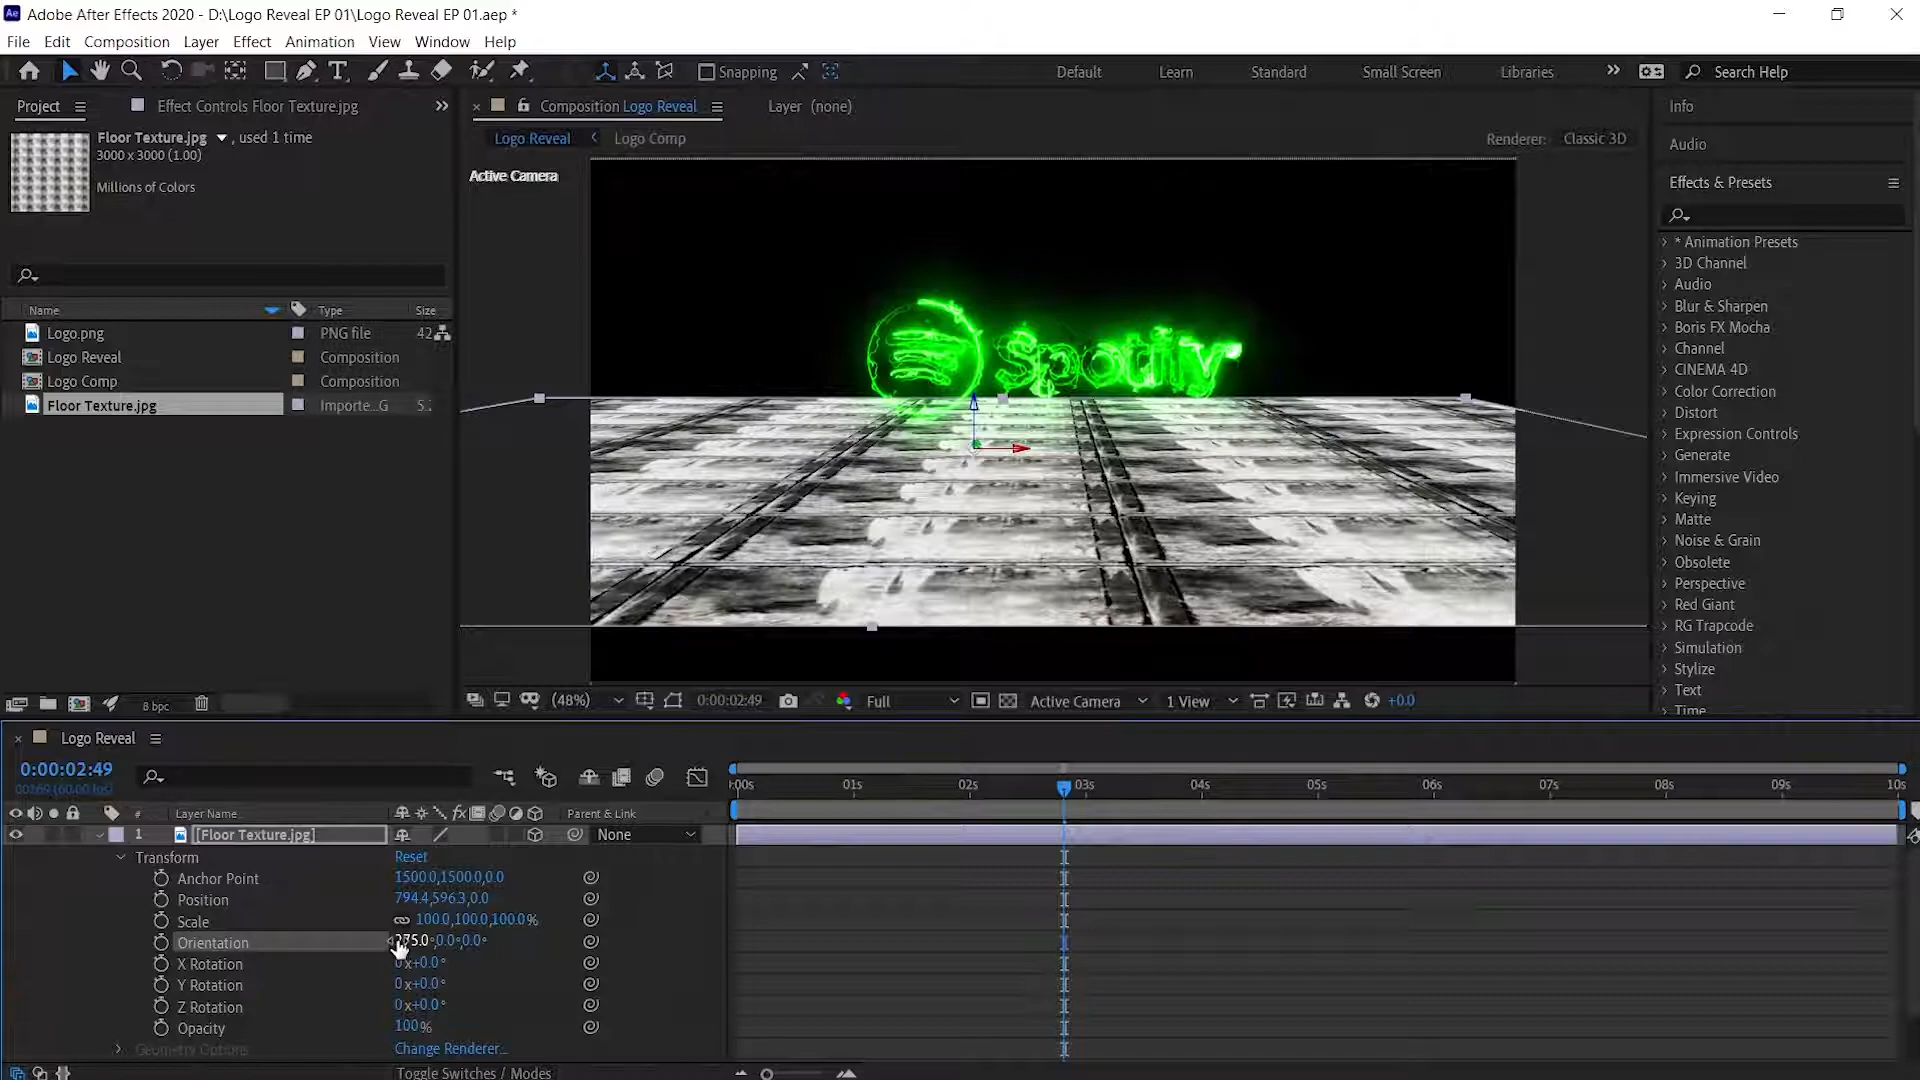 Adobe After Effects 2020 - D:\Logo Reveal EP 01\Logo Reveal EP 01.aep *
File Edit Composition Layer Effect Animation View Window Help
Snapping Default Learn Standard Small Screen Libraries Search Help
Project Effect Controls Floor Texture.jpg Composition Logo Reveal Layer (none) Info
Floor Texture.jpg , used 1 time
3000 x 3000 (1.00)
Millions of Colors
Logo Reveal Logo Comp Renderer: Classic 3D
Active Camera
Spotify
Audio
Effects & Presets
* Animation Presets
3D Channel
Audio
Blur & Sharpen
Boris FX Mocha
Channel
CINEMA 4D
Color Correction
Distort
Expression Controls
Generate
Immersive Video
Keying
Matte
Noise & Grain
Obsolete
Perspective
Red Giant
RG Trapcode
Simulation
Stylize
Text
Time
Name Type Size
Logo.png PNG file 42
Logo Reveal Composition
Logo Comp Composition
Floor Texture.jpg Importe...G 5.
8 bpc
(48%) 0:00:02:49 Full Active Camera 1 View +0.0
Logo Reveal
0:00:02:49
00169 (60.00 fps)
:00s 01s 02s 03s 04s 05s 06s 07s 08s 09s 10s
# Layer Name fx Parent & Link
1 [Floor Texture.jpg] None
Transform Reset
Anchor Point 1500.0,1500.0,0.0
Position 794.4,596.3,0.0
Scale 100.0,100.0,100.0%
Orientation 275.0°,0.0°,0.0°
X Rotation 0x+0.0°
Y Rotation 0x+0.0°
Z Rotation 0x+0.0°
Opacity 100%
Geometry Options Change Renderer...
Toggle Switches / Modes